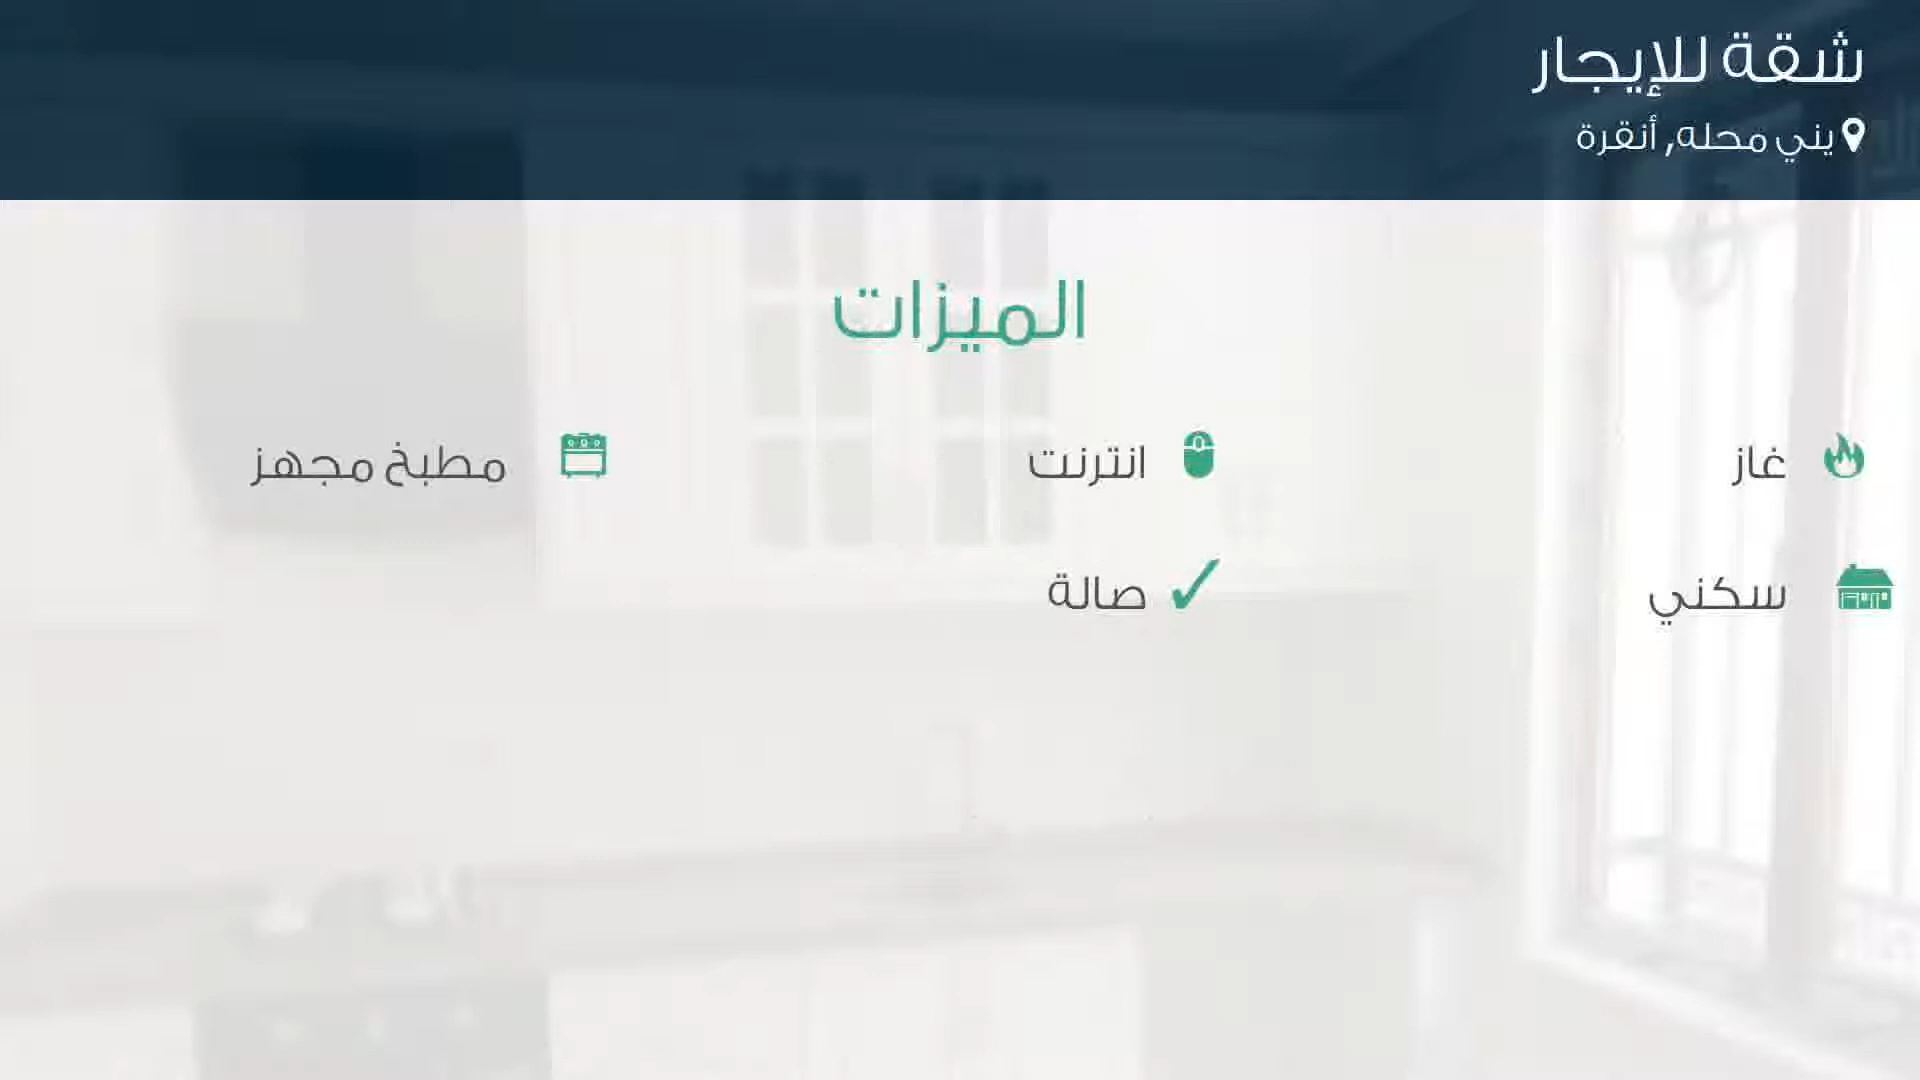 شقة للإيجار
يني محله, أنقرة
الميزات
غاز
انترنت
مطبخ مجهز
سكني
صالة